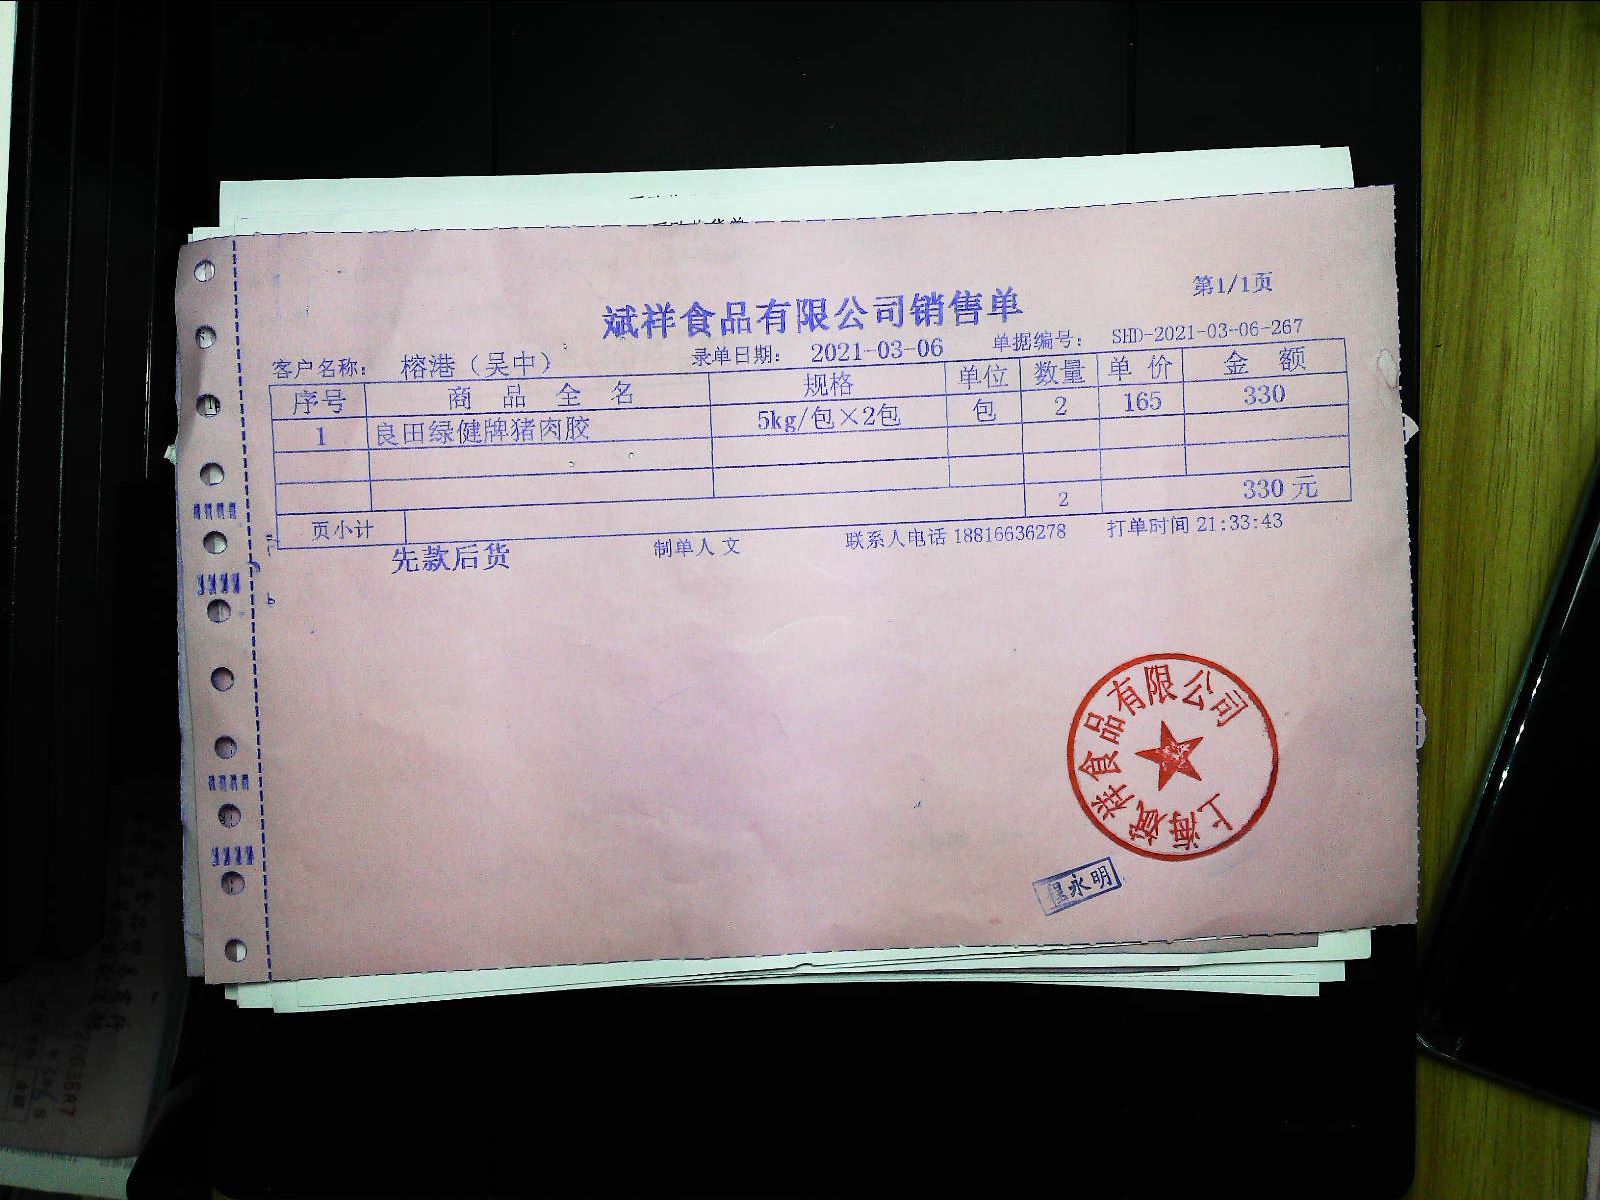 第1/1页
斌祥食品有限公司销售单
客户名称： 榕港（吴中） 录单日期： 2021-03-06 单据编号： SHD-2021-03-06-267
序号 商品全名 规格 单位 数量 单价 金额
1 良田绿健牌猪肉胶 5kg/包×2包 包 2 165 330
页小计 2 330元
先款后货 制单人 文 联系人电话 18816636278 打单时间 21:33:43
上海斌祥食品有限公司
程永明